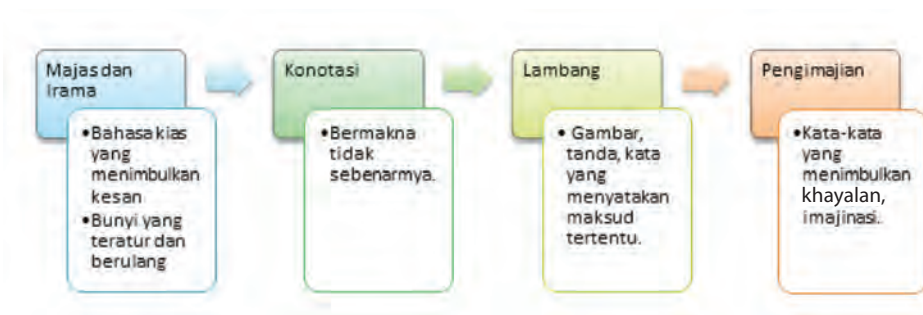 Majas dan
Irama
•Bahasa kias
yang
menimbulkan
kesan
•Bunyi yang
teratur dan
berulang
Konotasi
•Bermakna
tidak
sebenarmya.
Lambang
• Gambar,
tanda, kata
yang
menyatakan
maksud
tertentu.
Pengimajian
•Kata-kata
yang
menimbulkan
khayalan,
imajinasi.